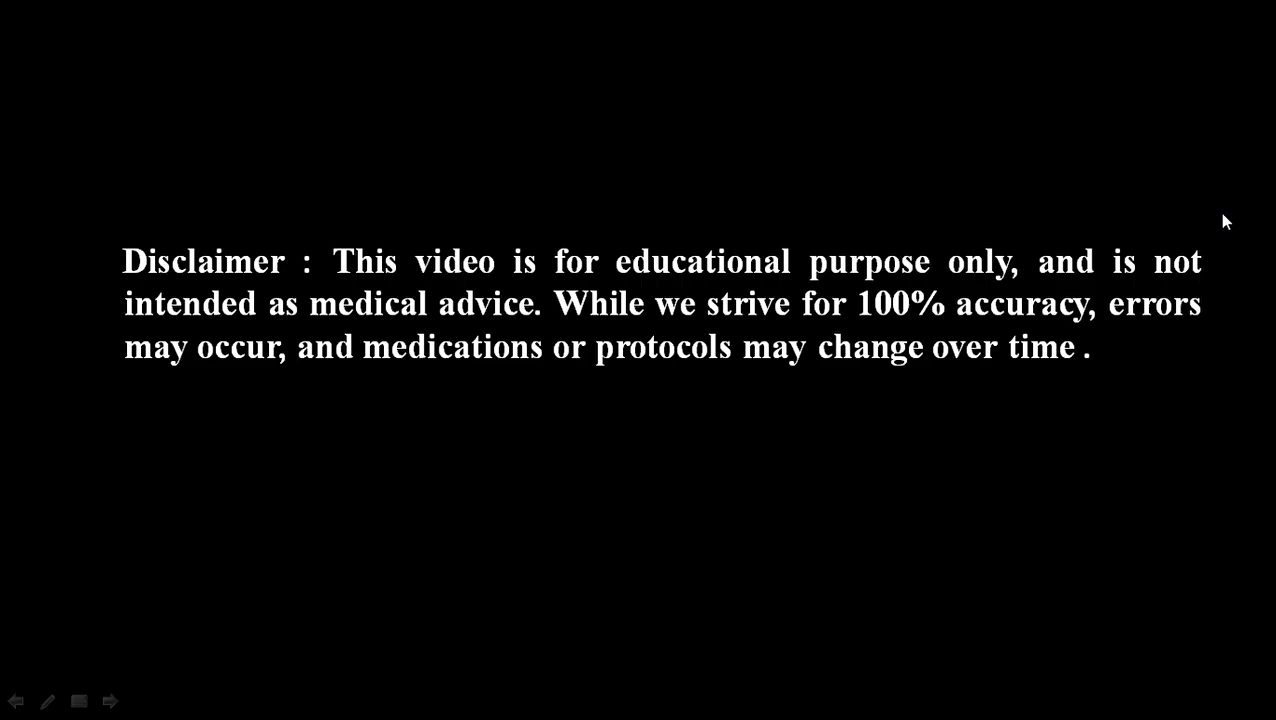 Disclaimer : This video is for educational purpose only, and is not
intended as medical advice. While we strive for 100% accuracy, errors
may occur, and medications or protocols may change over time .